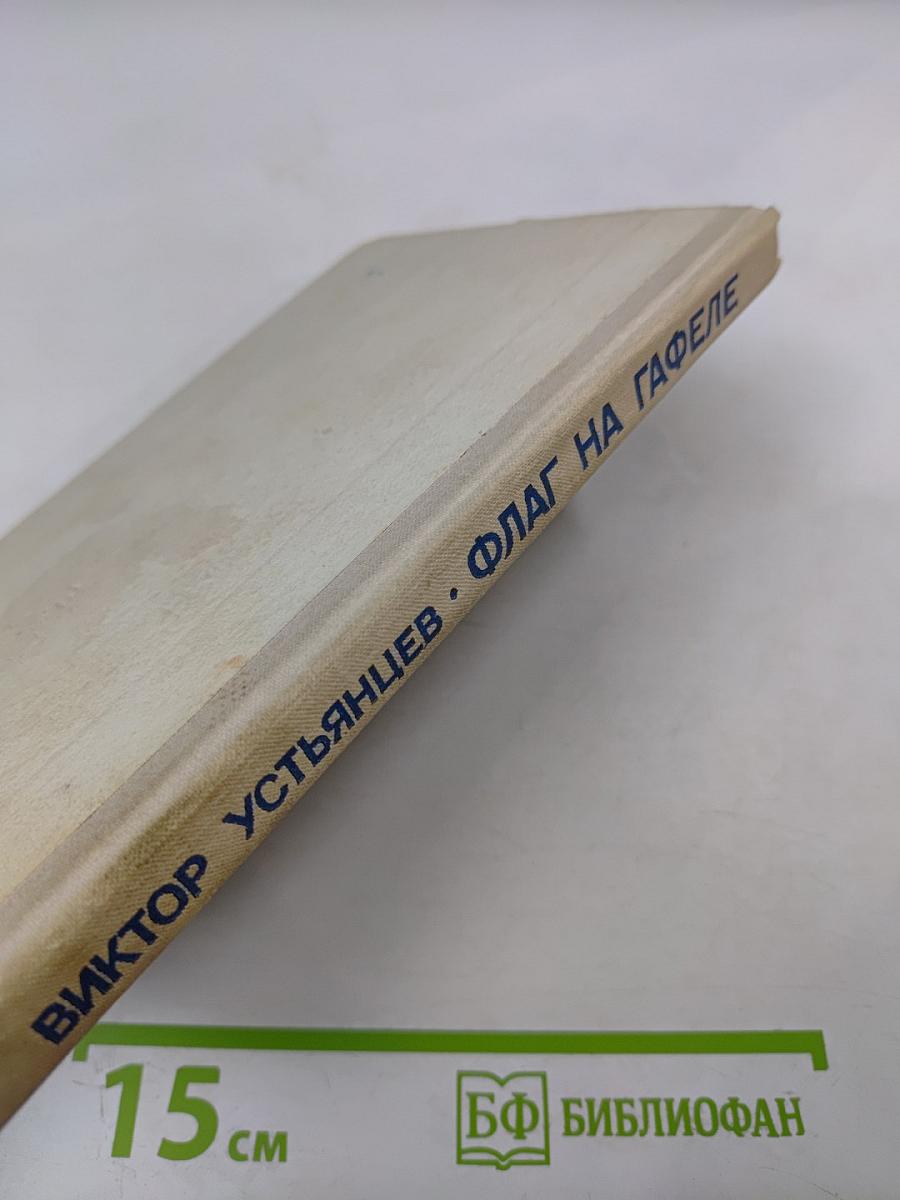 ВИКТОР УСТЬЯНЦЕВ · ФЛАГ НА ГАФЕЛЕ
15 см
БФ БИБЛИОФАН